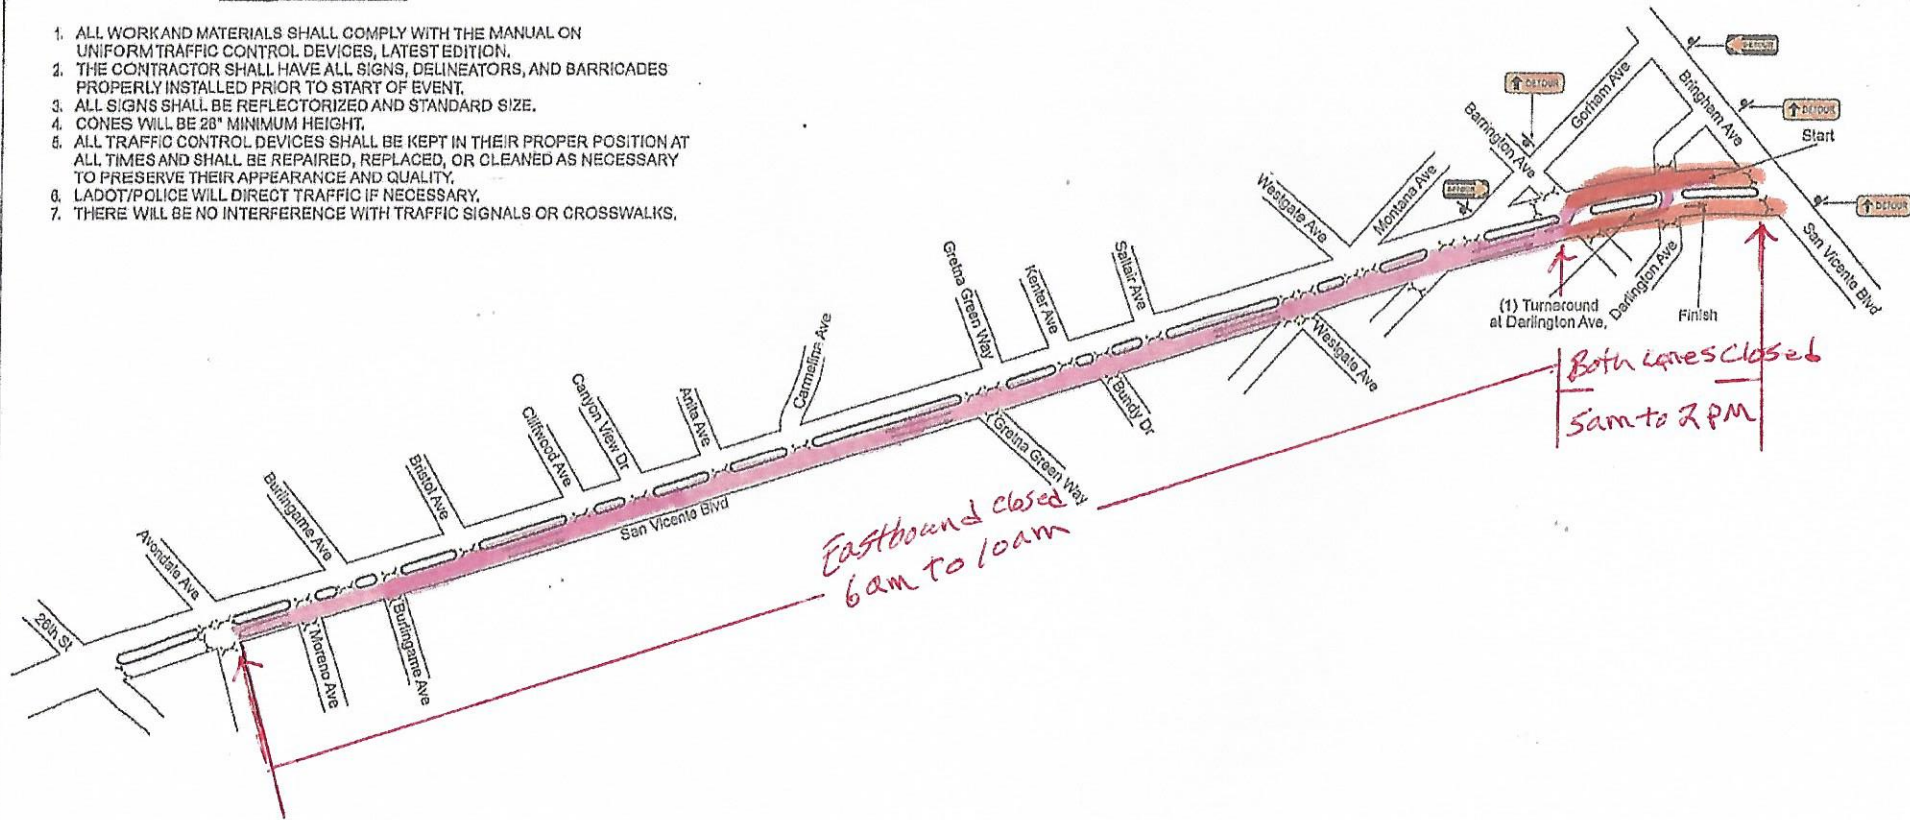 1. ALL WORK AND MATERIALS SHALL COMPLY WITH THE MANUAL ON
UNIFORM TRAFFIC CONTROL DEVICES, LATEST EDITION.
2. THE CONTRACTOR SHALL HAVE ALL SIGNS, DELINEATORS, AND BARRICADES
PROPERLY INSTALLED PRIOR TO START OF EVENT.
3. ALL SIGNS SHALL BE REFLECTORIZED AND STANDARD SIZE.
4. CONES WILL BE 28" MINIMUM HEIGHT.
5. ALL TRAFFIC CONTROL DEVICES SHALL BE KEPT IN THEIR PROPER POSITION AT
ALL TIMES AND SHALL BE REPAIRED, REPLACED, OR CLEANED AS NECESSARY
TO PRESERVE THEIR APPEARANCE AND QUALITY.
6. LADOT/POLICE WILL DIRECT TRAFFIC IF NECESSARY.
7. THERE WILL BE NO INTERFERENCE WITH TRAFFIC SIGNALS OR CROSSWALKS.
DETOUR
DETOUR
DETOUR
DETOUR
DETOUR
Start
Gorham Ave
Bringham Ave
Barrington Ave
Montana Ave
Westgate Ave
San Vicente Blvd
Darlington Ave
(1) Turnaround
at Darlington Ave.
Finish
Saltair Ave
Kenter Ave
Gretna Green Way
Westgate Ave
Bundy Dr
Gretna Green Way
Carmelina Ave
Anita Ave
Canyon View Dr
Cliftwood Ave
San Vicente Blvd
Bristol Ave
Burlingame Ave
Avondale Ave
26th St
Moreno Ave
Burlingame Ave
Both Lanes Closed
5am to 2 PM
Eastbound closed
6am to 10am